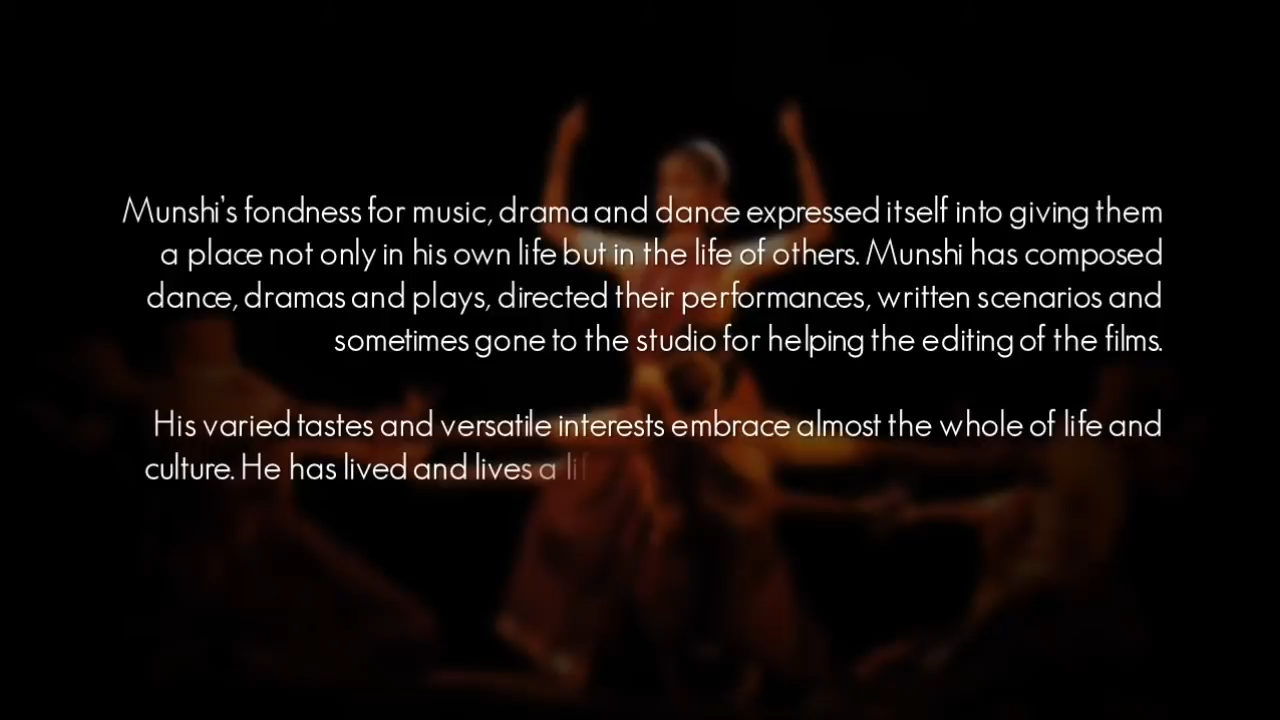 Munshi's fondness for music, drama and dance expressed itself into giving them
a place not only in his own life but in the life of others. Munshi has composed
dance, dramas and plays, directed their performances, written scenarios and
sometimes gone to the studio for helping the editing of the films.
His varied tastes and versatile interests embrace almost the whole of life and
culture. He has lived and lives a